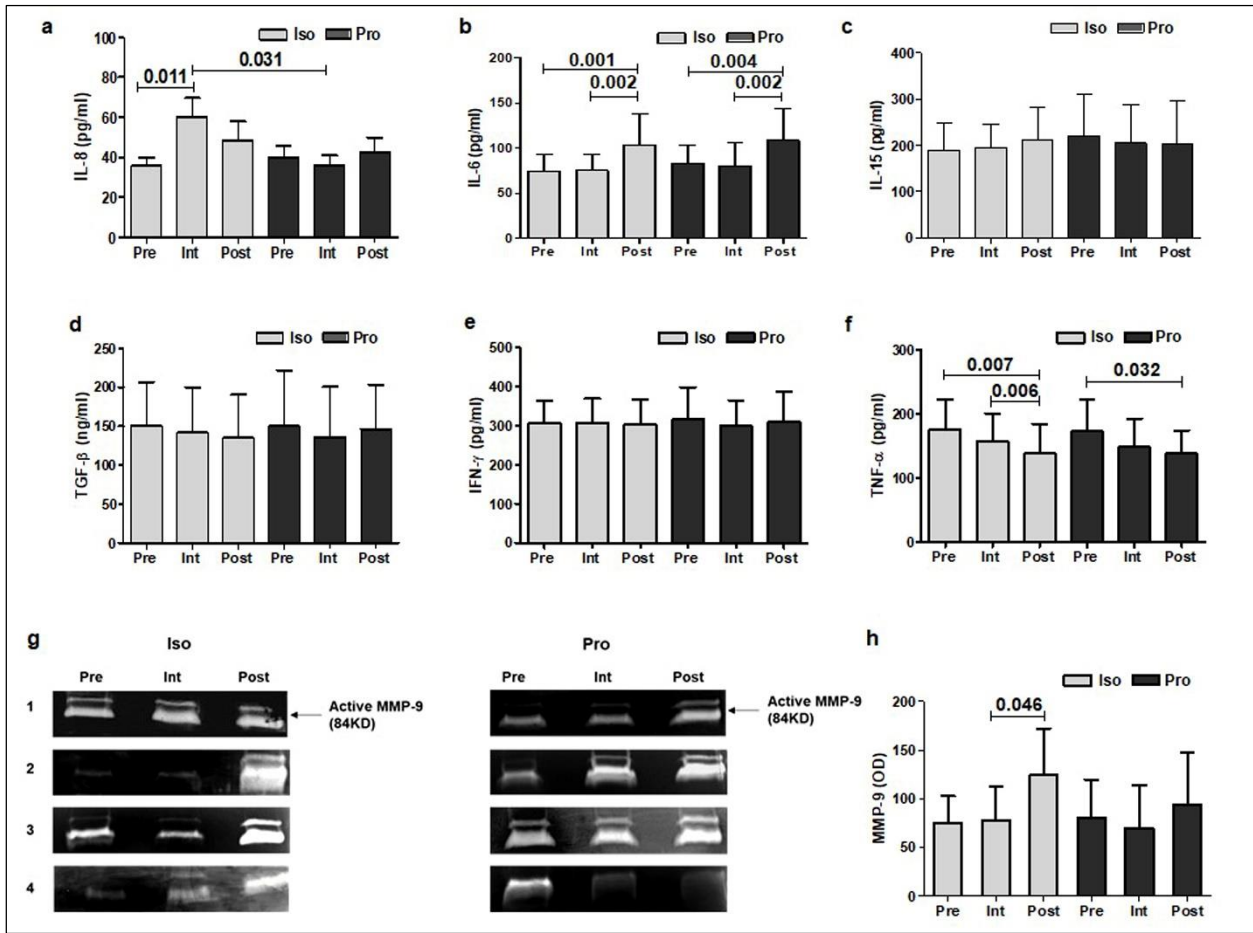 a
Iso Pro
100
80
60
40
20
0
IL-8 (pg/ml)
0.011
0.031
Pre Int Post Pre Int Post
b
Iso Pro
200
150
100
50
0
IL-6 (pg/ml)
0.001
0.004
0.002
0.002
Pre Int Post Pre Int Post
c
Iso Pro
400
300
200
100
0
IL-15 (pg/ml)
Pre Int Post Pre Int Post
d
Iso Pro
250
200
150
100
50
0
TGF-β (ng/ml)
Pre Int Post Pre Int Post
e
Iso Pro
500
400
300
200
100
0
IFN-γ (pg/ml)
Pre Int Post Pre Int Post
f
Iso Pro
300
200
100
0
TNF-α (pg/ml)
0.007
0.032
0.006
Pre Int Post Pre Int Post
g
Iso
Pre Int Post
1
2
3
4
Active MMP-9
(84KD)
Pro
Pre Int Post
Active MMP-9
(84KD)
h
Iso Pro
200
150
100
50
0
MMP-9 (OD)
0.046
Pre Int Post Pre Int Post